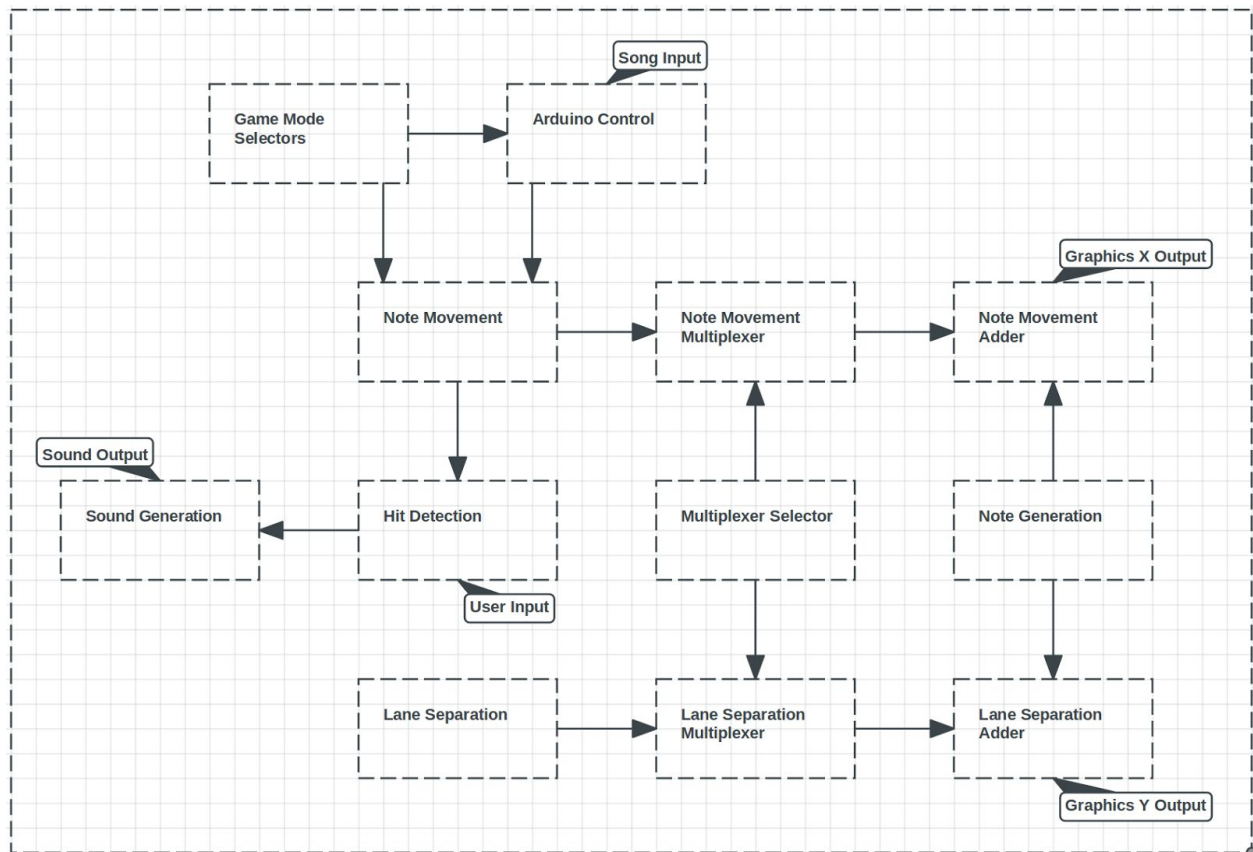 Song Input
Game Mode
Selectors
Arduino Control
Graphics X Output
Note Movement
Note Movement
Multiplexer
Note Movement
Adder
Sound Output
Sound Generation
Hit Detection
Multiplexer Selector
Note Generation
User Input
Lane Separation
Lane Separation
Multiplexer
Lane Separation
Adder
Graphics Y Output